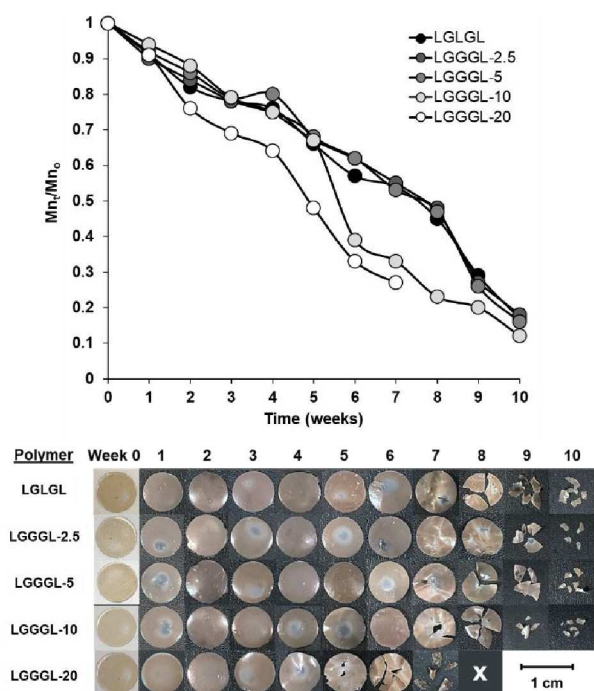 1
0.9
0.8
0.7
0.6
0.5
0.4
0.3
0.2
0.1
0
Mnt/Mno
LGLGL
LGGGL-2.5
LGGGL-5
LGGGL-10
LGGGL-20
0 1 2 3 4 5 6 7 8 9 10
Time (weeks)
Polymer Week 0 1 2 3 4 5 6 7 8 9 10
LGLGL
LGGGL-2.5
LGGGL-5
LGGGL-10
LGGGL-20
X
1 cm